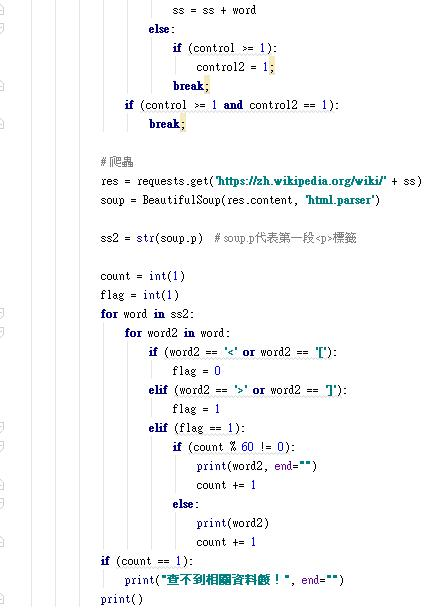 ss = ss + word
else:
if (control >= 1):
control2 = 1;
break;
if (control >= 1 and control2 == 1):
break;
# 爬蟲
res = requests.get('https://zh.wikipedia.org/wiki/' + ss)
soup = BeautifulSoup(res.content, 'html.parser')
ss2 = str(soup.p)  # soup.p代表第一段<p>標籤
count = int(1)
flag = int(1)
for word in ss2:
for word2 in word:
if (word2 == '<' or word2 == '['):
flag = 0
elif (word2 == '>' or word2 == ']'):
flag = 1
elif (flag == 1):
if (count % 60 != 0):
print(word2, end="")
count += 1
else:
print(word2)
count += 1
if (count == 1):
print("查不到相關資料餒！", end="")
print()